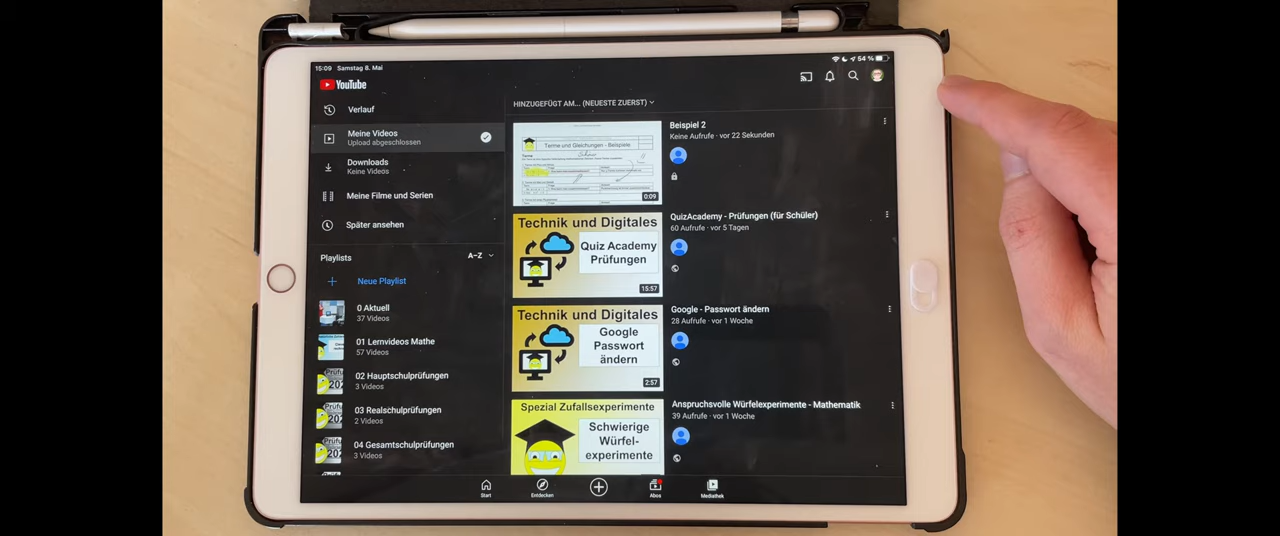 15:09 Samstag 8. Mai
54 %
YouTube
Verlauf
Meine Videos
Upload abgeschlossen
Downloads
Keine Videos
Meine Filme und Serien
Später ansehen
Playlists
A–Z
Neue Playlist
0 Aktuell
37 Videos
01 Lernvideos Mathe
57 Videos
02 Hauptschulprüfungen
3 Videos
03 Realschulprüfungen
2 Videos
04 Gesamtschulprüfungen
3 Videos
HINZUGEFÜGT AM... (NEUESTE ZUERST)
Terme und Gleichungen - Beispiele
Terme
0:09
Beispiel 2
Keine Aufrufe · vor 22 Sekunden
Technik und Digitales
Quiz Academy
Prüfungen
15:57
QuizAcademy - Prüfungen (für Schüler)
60 Aufrufe · vor 5 Tagen
Technik und Digitales
Google
Passwort
ändern
2:57
Google - Passwort ändern
28 Aufrufe · vor 1 Woche
Spezial Zufallsexperimente
Schwierige
Würfel-
experimente
Anspruchsvolle Würfelexperimente - Mathematik
39 Aufrufe · vor 1 Woche
Start
Entdecken
Abos
Mediathek